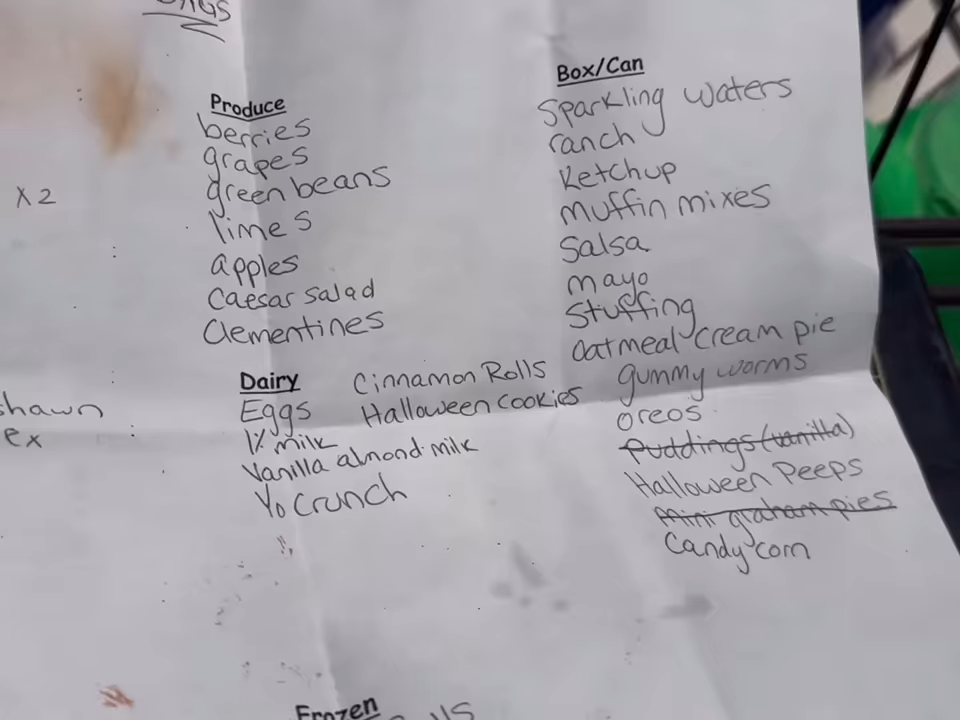 Produce
berries
grapes
green beans
limes
apples
Caesar salad
Clementines
Dairy
Eggs
1% milk
Vanilla almond milk
Yo Crunch
Cinnamon Rolls
Halloween cookies
Box/Can
Sparkling waters
ranch
Ketchup
Muffin mixes
Salsa
mayo
Stuffing
Oatmeal cream pie
gummy worms
oreos
Puddings (vanilla)
Halloween Peeps
Mini graham pies
Candy corn
x2
shawn
ex
Frozen